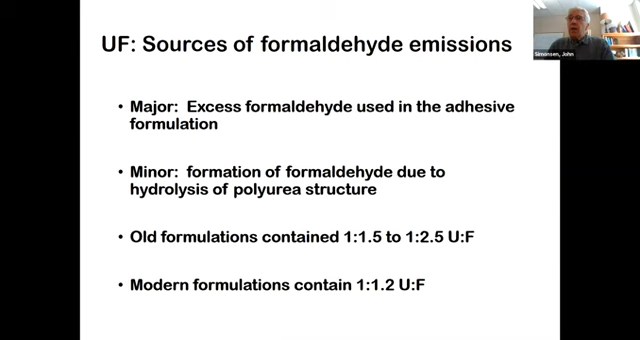 UF: Sources of formaldehyde emissions
Simonsen, John
• Major: Excess formaldehyde used in the adhesive
formulation
• Minor: formation of formaldehyde due to
hydrolysis of polyurea structure
• Old formulations contained 1:1.5 to 1:2.5 U:F
• Modern formulations contain 1:1.2 U:F